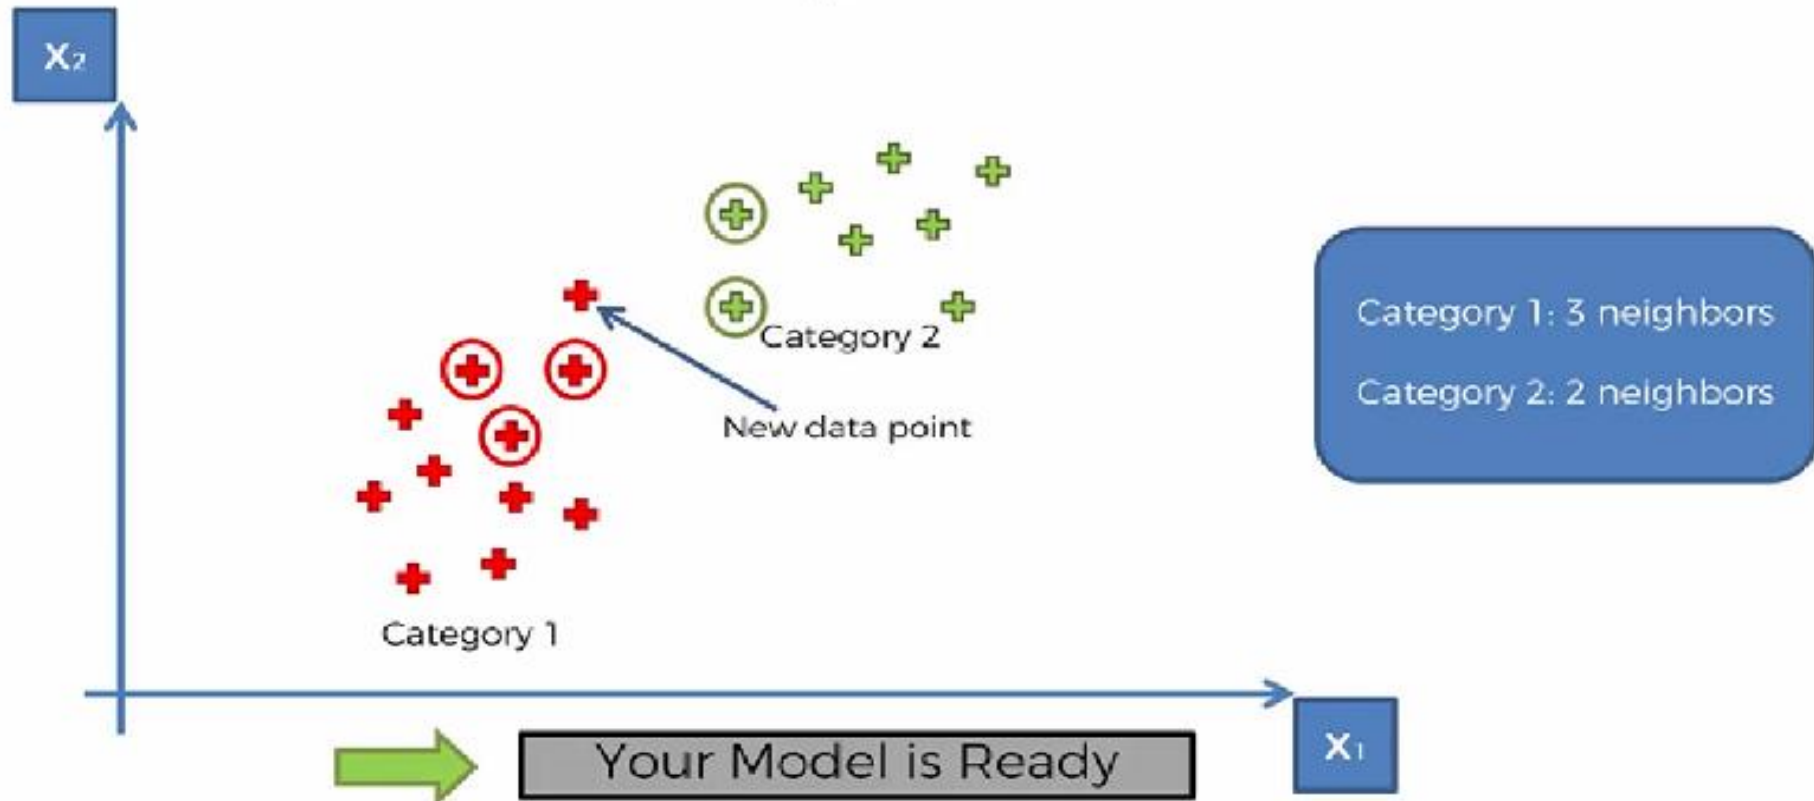 X2
Category 2
New data point
Category 1: 3 neighbors
Category 2: 2 neighbors
Category 1
X1
Your Model is Ready